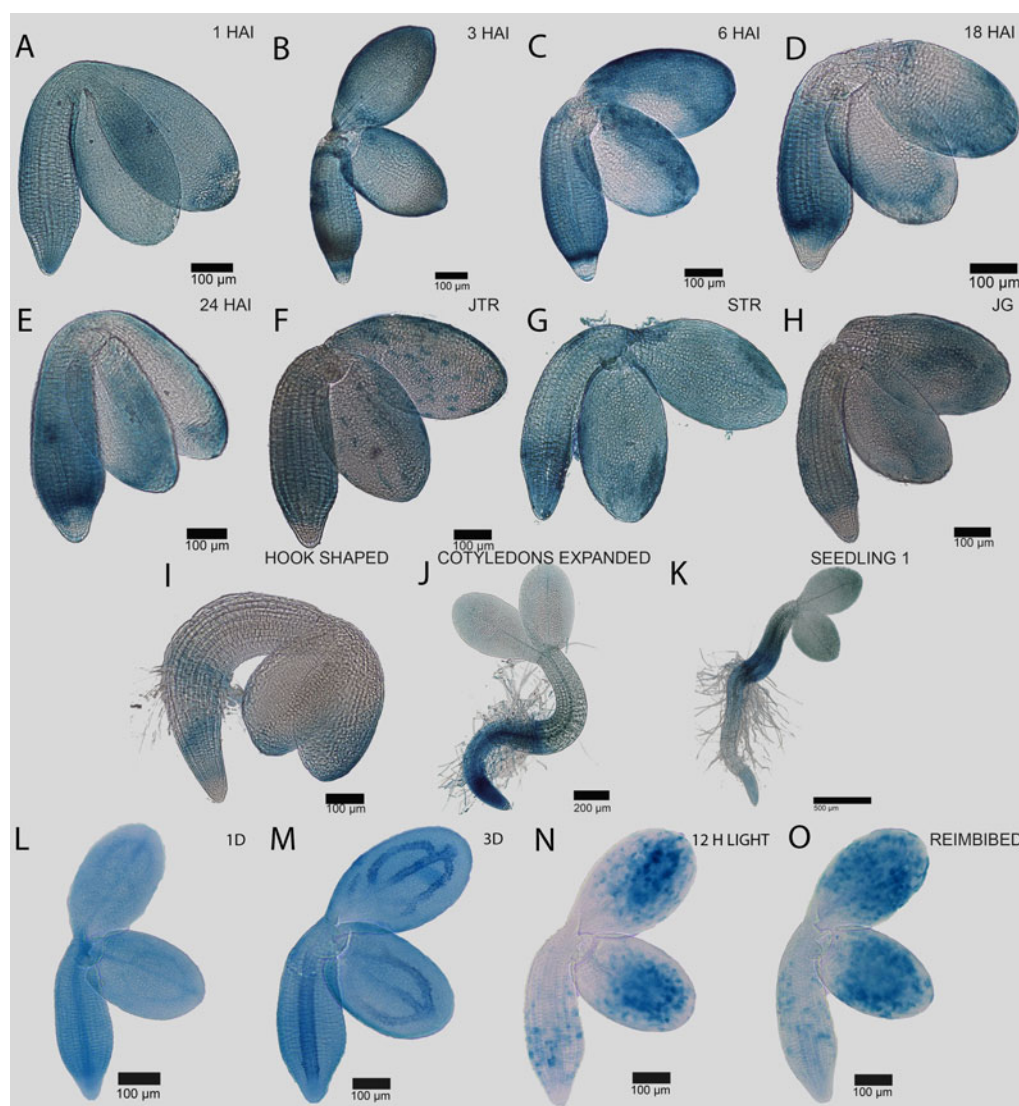 A 1 HAI
B 3 HAI
C 6 HAI
D 18 HAI
100 µm
100 µm
100 µm
100 µm
E 24 HAI
F JTR
G STR
H JG
100 µm
100 µm
100 µm
100 µm
I HOOK SHAPED
J COTYLEDONS EXPANDED
K SEEDLING 1
100 µm
200 µm
500 µm
L 1D
M 3D
N 12 H LIGHT
O REIMBIBED
100 µm
100 µm
100 µm
100 µm